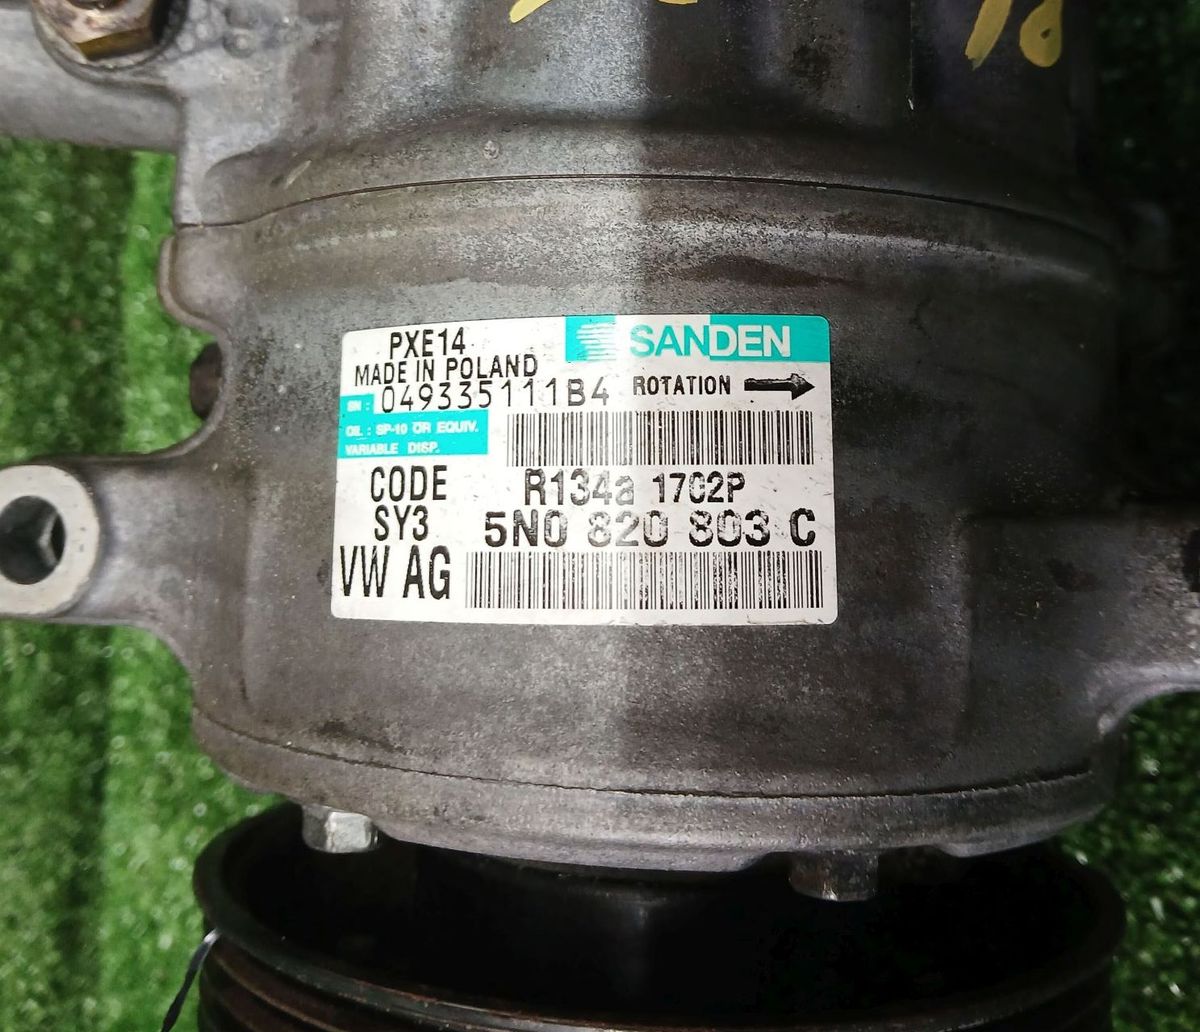 PXE14
SANDEN
MADE IN POLAND
SN : 049335111B4
ROTATION
OIL : SP-10 OR EQUIV.
VARIABLE DISP.
CODE
R134a 1702P
SY3
5N0 820 803 C
VW AG